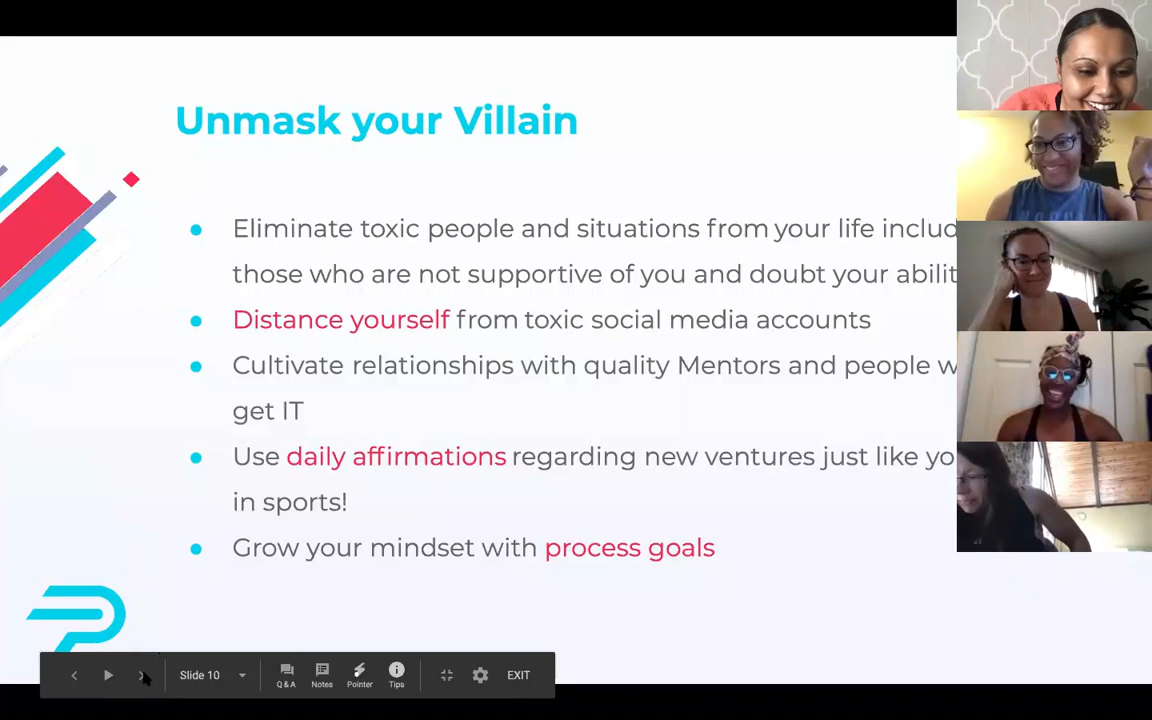 Unmask your Villain
Eliminate toxic people and situations from your life
those who are not supportive of you and doubt your
Distance yourself from toxic social media accounts
Cultivate relationships with quality Mentors and people
get IT
Use daily affirmations regarding new ventures just like
in sports!
Grow your mindset with process goals
Slide 10
Q & A
Notes
Pointer
Tips
EXIT